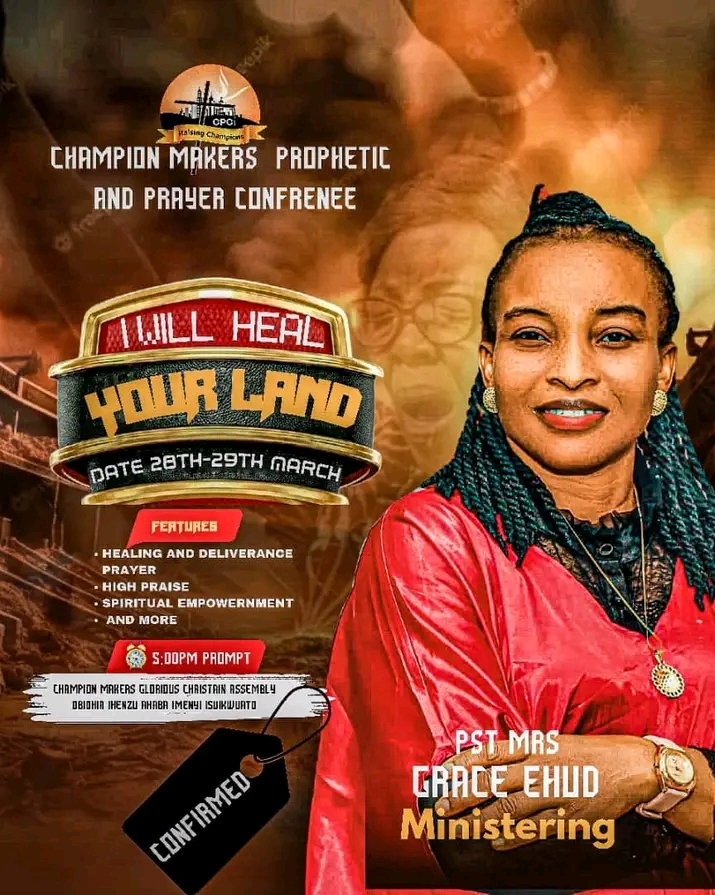 CPCI
Raising Champions
CHAMPION MAKERS PROPHETIC
AND PRAYER CONFRENEE
I WILL HEAL
YOUR LAND
DATE 28TH-29TH MARCH
FEATURES
• HEALING AND DELIVERANCE
PRAYER
• HIGH PRAISE
• SPIRITUAL EMPOWERNMENT
• AND MORE
5:00PM PROMPT
CHAMPION MAKERS GLORIOUS CHAISTAIN ASSEMBLY
OBIOHIA IHENZU AHABA IMENYI ISUIKWUATO
CONFIRMED
PST MRS
GRACE EHUD
Ministering